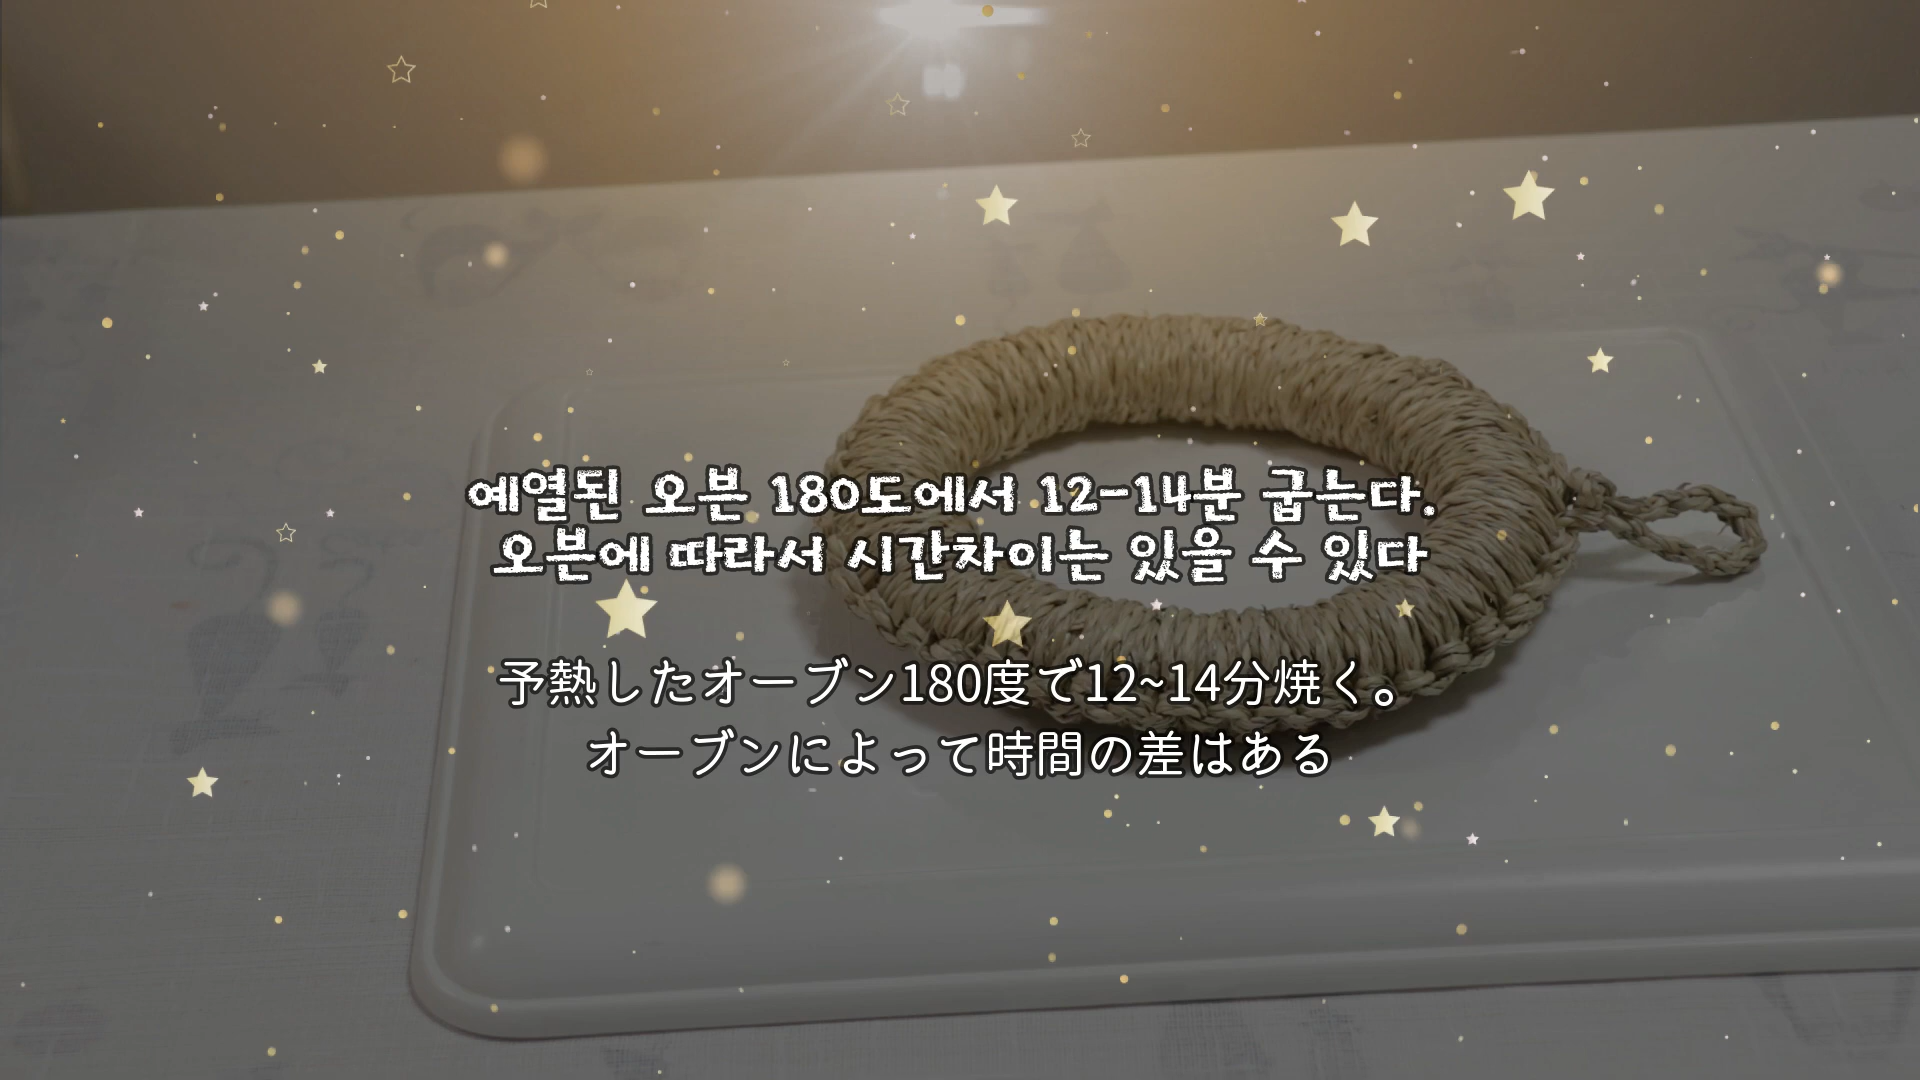 예열된 오븐 180도에서 12-14분 굽는다.
오븐에 따라서 시간차이는 있을 수 있다
予熱したオーブン180度で12~14分焼く。
オーブンによって時間の差はある